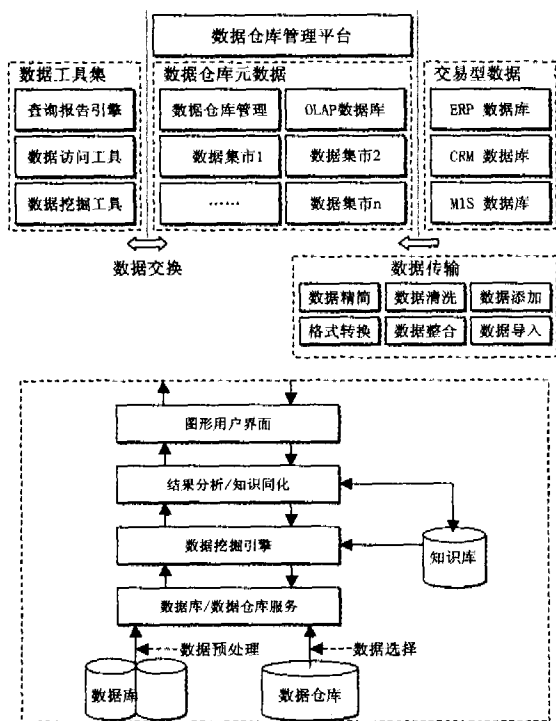 数据仓库管理平台
数据工具集
查询报告引擎
数据访问工具
数据挖掘工具
数据仓库元数据
数据仓库管理
OLAP数据库
数据集市1
数据集市2
……
数据集市n
交易型数据
ERP 数据库
CRM 数据库
MIS 数据库
数据交换
数据传输
数据精简
数据清洗
数据添加
格式转换
数据整合
数据导入
图形用户界面
结果分析/知识同化
数据挖掘引擎
知识库
数据库/数据仓库服务
数据预处理
数据选择
数据库
数据仓库